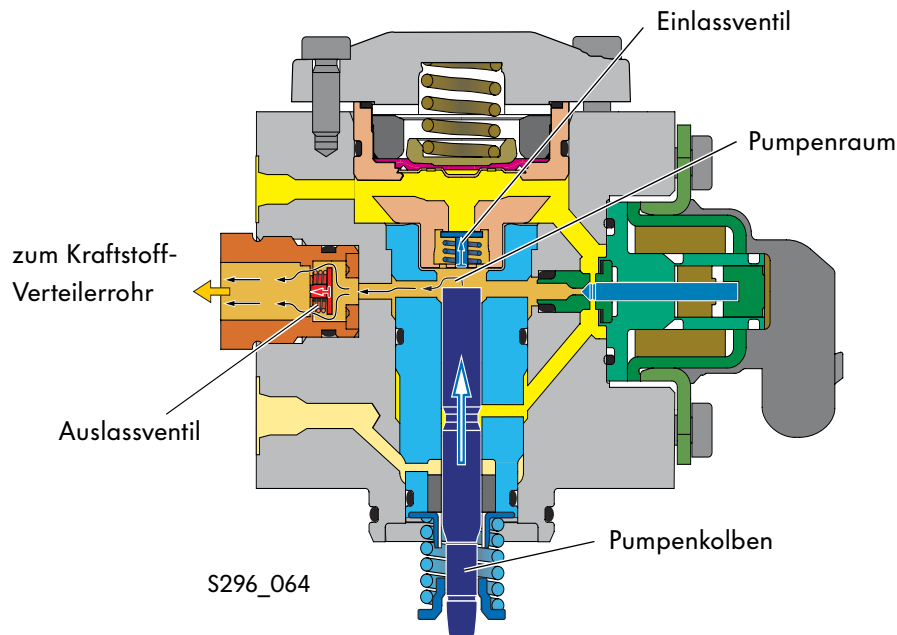 Einlassventil
Pumpenraum
zum Kraftstoff-
Verteilerrohr
Auslassventil
Pumpenkolben
S296_064